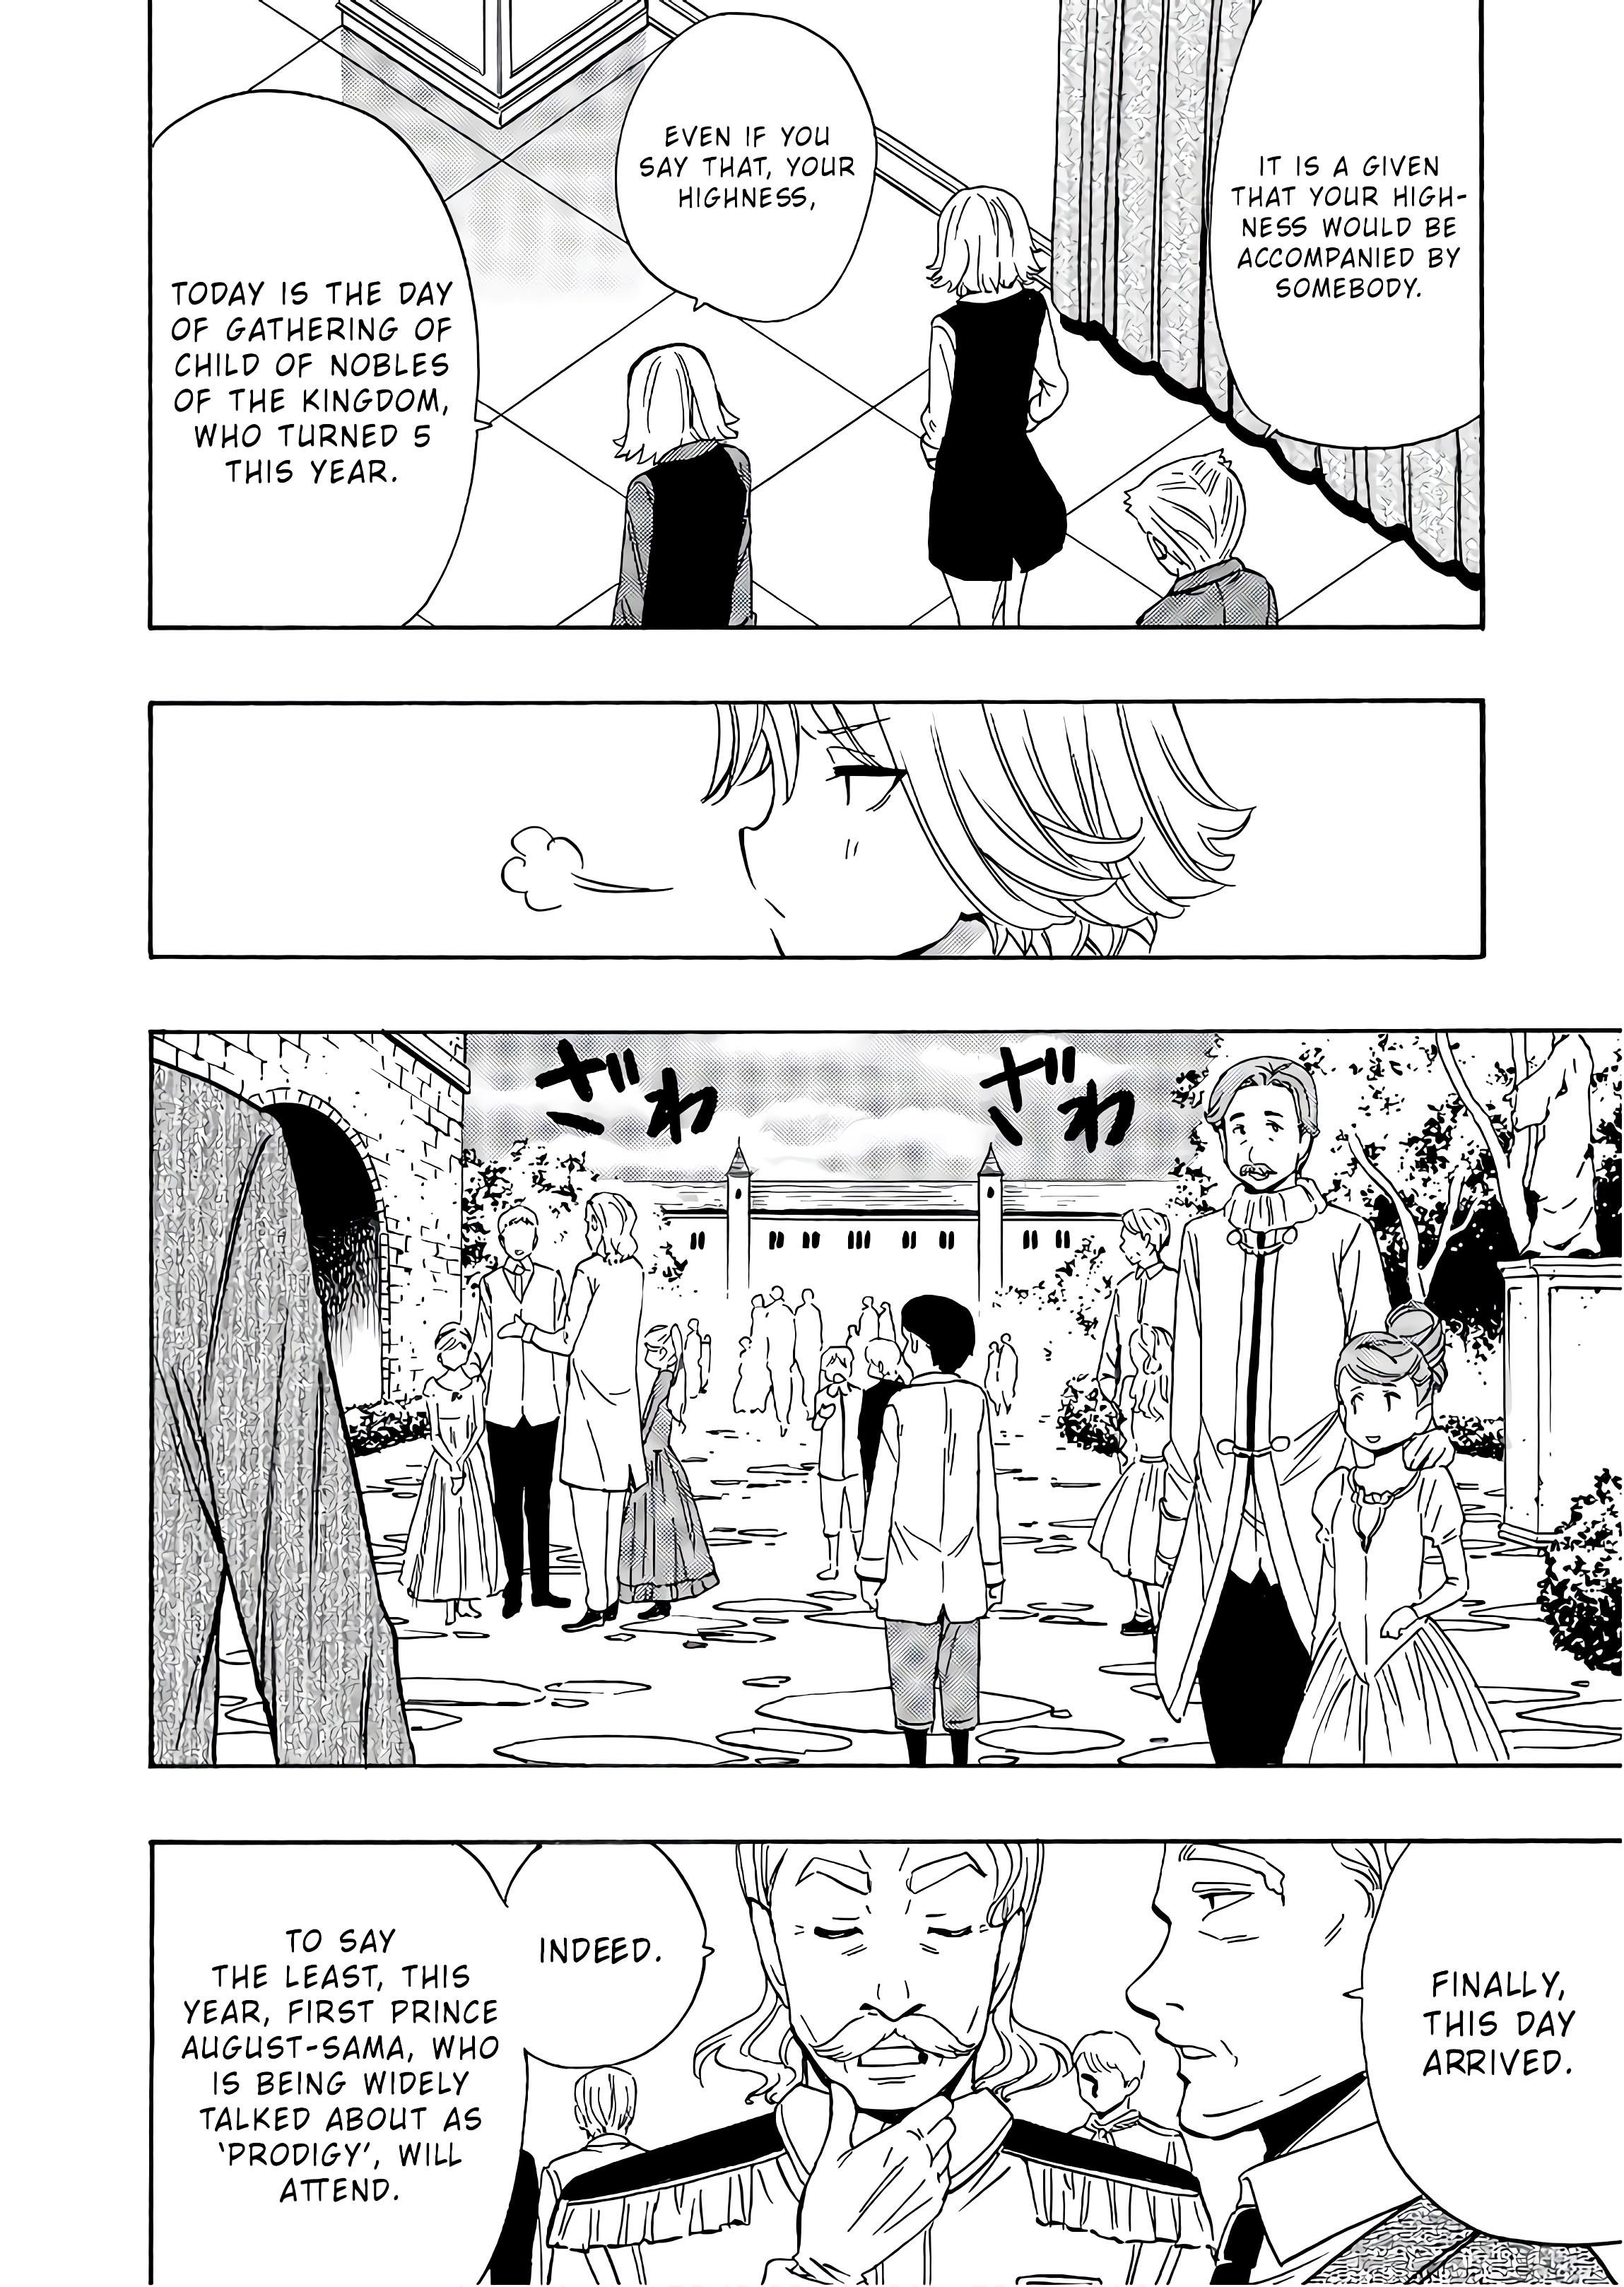 IT IS A GIVEN
THAT YOUR HIGH-
NESS WOULD BE
ACCOMPANIED BY
SOMEBODY.
EVEN IF YOU
SAY THAT, YOUR
HIGHNESS,
TODAY IS THE DAY
OF GATHERING OF
CHILD OF NOBLES
OF THE KINGDOM,
WHO TURNED 5
THIS YEAR.
ざわ
ざわ
FINALLY,
THIS DAY
ARRIVED.
INDEED.
TO SAY
THE LEAST, THIS
YEAR, FIRST PRINCE
AUGUST-SAMA, WHO
IS BEING WIDELY
TALKED ABOUT AS
‘PRODIGY’, WILL
ATTEND.